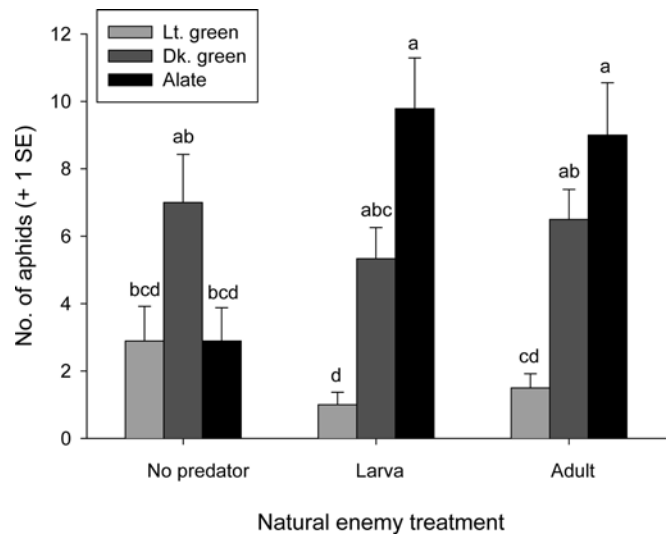 Lt. green
Dk. green
Alate
No. of aphids (+ 1 SE)
12
10
8
6
4
2
0
bcd
ab
bcd
d
abc
a
cd
ab
a
No predator
Larva
Adult
Natural enemy treatment